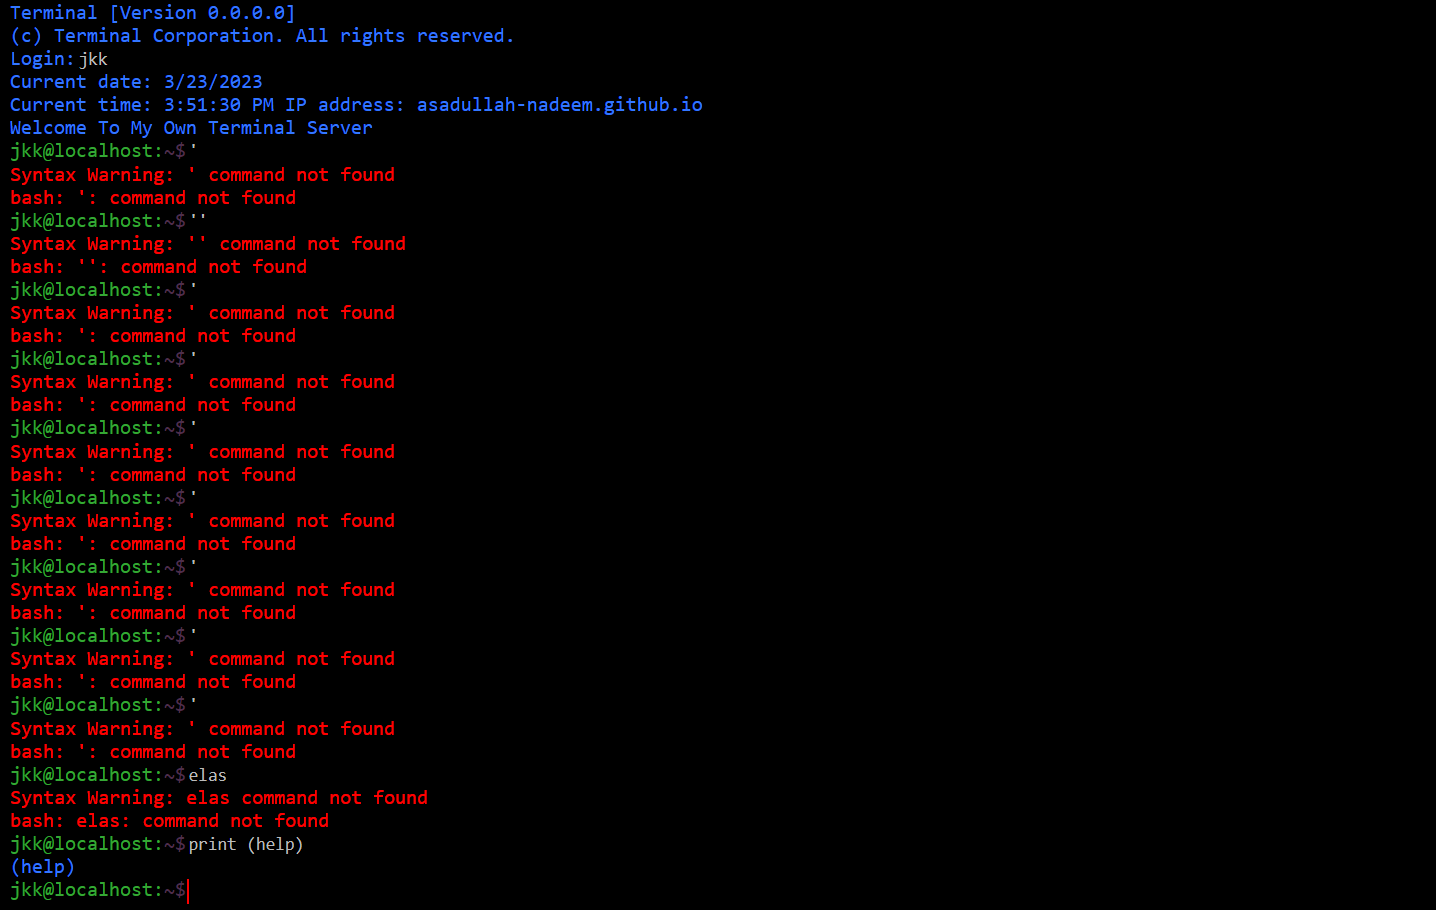 Terminal [Version 0.0.0.0]
(c) Terminal Corporation. All rights reserved.
Login: jkk
Current date: 3/23/2023
Current time: 3:51:30 PM IP address: asadullah-nadeem.github.io
Welcome To My Own Terminal Server
jkk@localhost:~$ '
Syntax Warning: ' command not found
bash: ': command not found
jkk@localhost:~$ ''
Syntax Warning: '' command not found
bash: '': command not found
jkk@localhost:~$ '
Syntax Warning: ' command not found
bash: ': command not found
jkk@localhost:~$ '
Syntax Warning: ' command not found
bash: ': command not found
jkk@localhost:~$ '
Syntax Warning: ' command not found
bash: ': command not found
jkk@localhost:~$ '
Syntax Warning: ' command not found
bash: ': command not found
jkk@localhost:~$ '
Syntax Warning: ' command not found
bash: ': command not found
jkk@localhost:~$ '
Syntax Warning: ' command not found
bash: ': command not found
jkk@localhost:~$ '
Syntax Warning: ' command not found
bash: ': command not found
jkk@localhost:~$ elas
Syntax Warning: elas command not found
bash: elas: command not found
jkk@localhost:~$ print (help)
(help)
jkk@localhost:~$